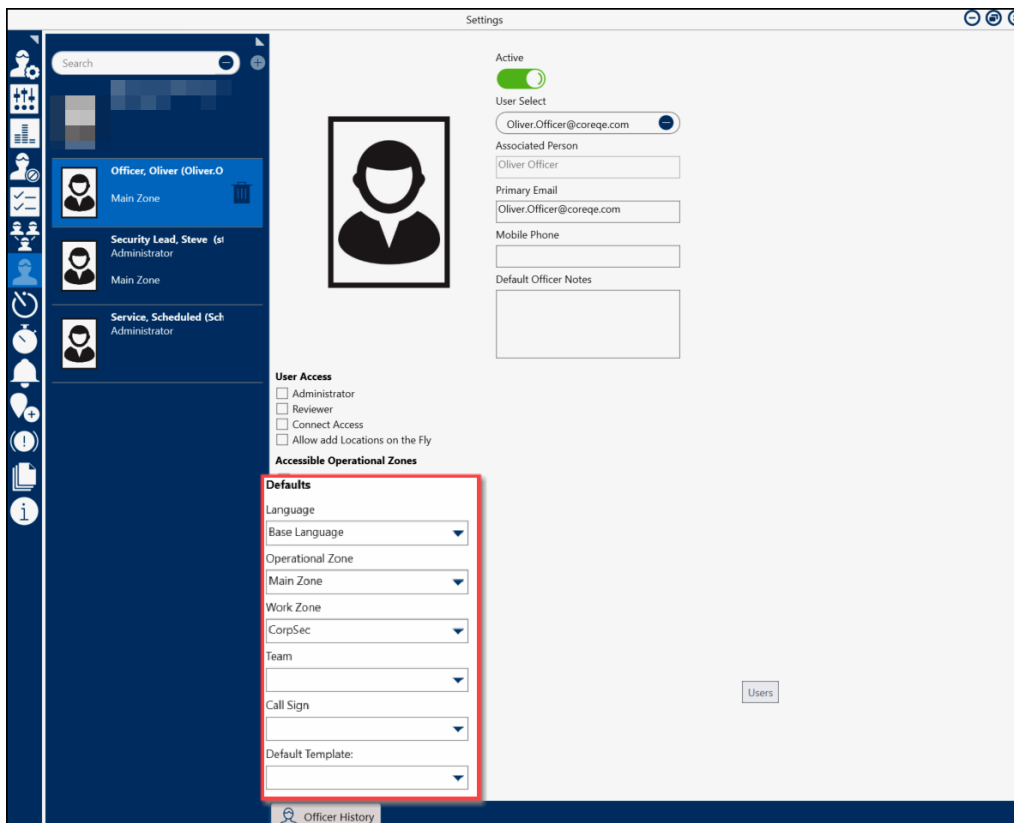 Settings
Search
Officer, Oliver (Oliver.O
Main Zone
Security Lead, Steve (st
Administrator
Main Zone
Service, Scheduled (Sch
Administrator
Active
User Select
Oliver.Officer@coreqe.com
Associated Person
Oliver Officer
Primary Email
Oliver.Officer@coreqe.com
Mobile Phone
Default Officer Notes
User Access
Administrator
Reviewer
Connect Access
Allow add Locations on the Fly
Accessible Operational Zones
Defaults
Language
Base Language
Operational Zone
Main Zone
Work Zone
CorpSec
Team
Call Sign
Default Template:
Users
Officer History